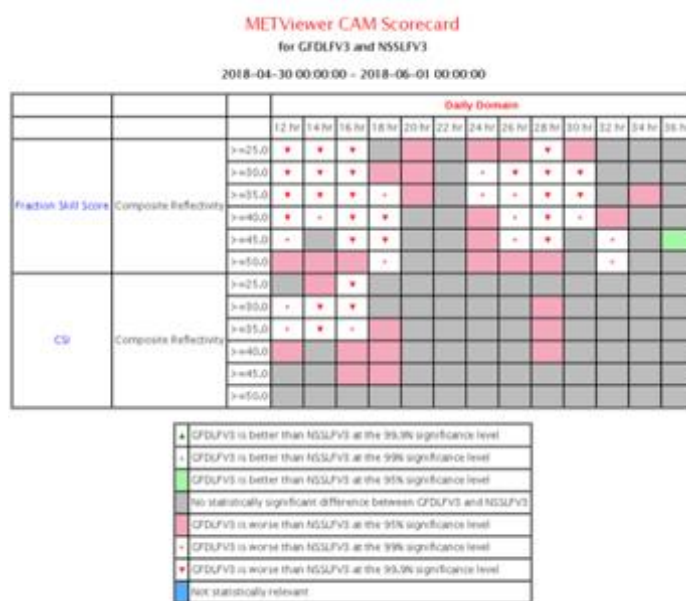 METViewer CAM Scorecard
for GFDLFV3 and NSSLFV3
2018-04-30 00:00:00 - 2018-06-01 00:00:00
Daily Domain
12 hr 14 hr 16 hr 18 hr 20 hr 22 hr 24 hr 26 hr 28 hr 30 hr 32 hr 34 hr 36 hr
Fraction Skill Score Composite Reflectivity
>=25.0
>=30.0
>=35.0
>=40.0
>=45.0
>=50.0
CSI Composite Reflectivity
>=25.0
>=30.0
>=35.0
>=40.0
>=45.0
>=50.0
GFDLFV3 is better than NSSLFV3 at the 99.9% significance level
GFDLFV3 is better than NSSLFV3 at the 99% significance level
GFDLFV3 is better than NSSLFV3 at the 95% significance level
No statistically significant difference between GFDLFV3 and NSSLFV3
GFDLFV3 is worse than NSSLFV3 at the 95% significance level
GFDLFV3 is worse than NSSLFV3 at the 99% significance level
GFDLFV3 is worse than NSSLFV3 at the 99.9% significance level
Not statistically relevant